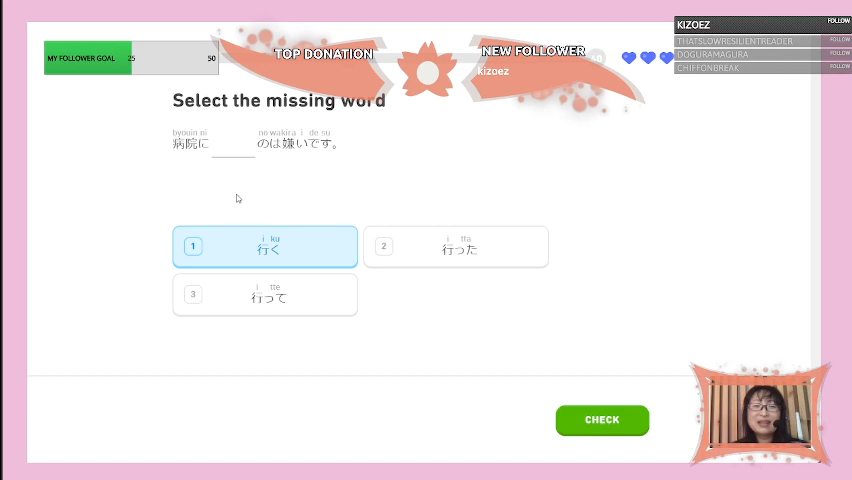 KIZOEZ
FOLLOW
THATSLOWRESILIENTREADER
FOLLOW
DOGURAMAGURA
FOLLOW
CHIFFONBREAK
FOLLOW
MY FOLLOWER GOAL 25 50
TOP DONATION
NEW FOLLOWER
kizoez
Select the missing word
byouin ni no wa kira i de su
病院に のは嫌いです。
1
i ku
行く
2
i tta
行った
3
i tte
行って
CHECK